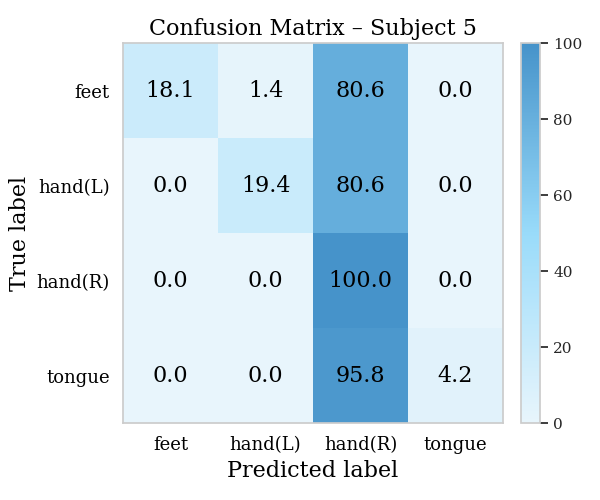 Confusion Matrix – Subject 5
True label
feet 18.1 1.4 80.6 0.0
hand(L) 0.0 19.4 80.6 0.0
hand(R) 0.0 0.0 100.0 0.0
tongue 0.0 0.0 95.8 4.2
feet hand(L) hand(R) tongue
Predicted label
100
80
60
40
20
0